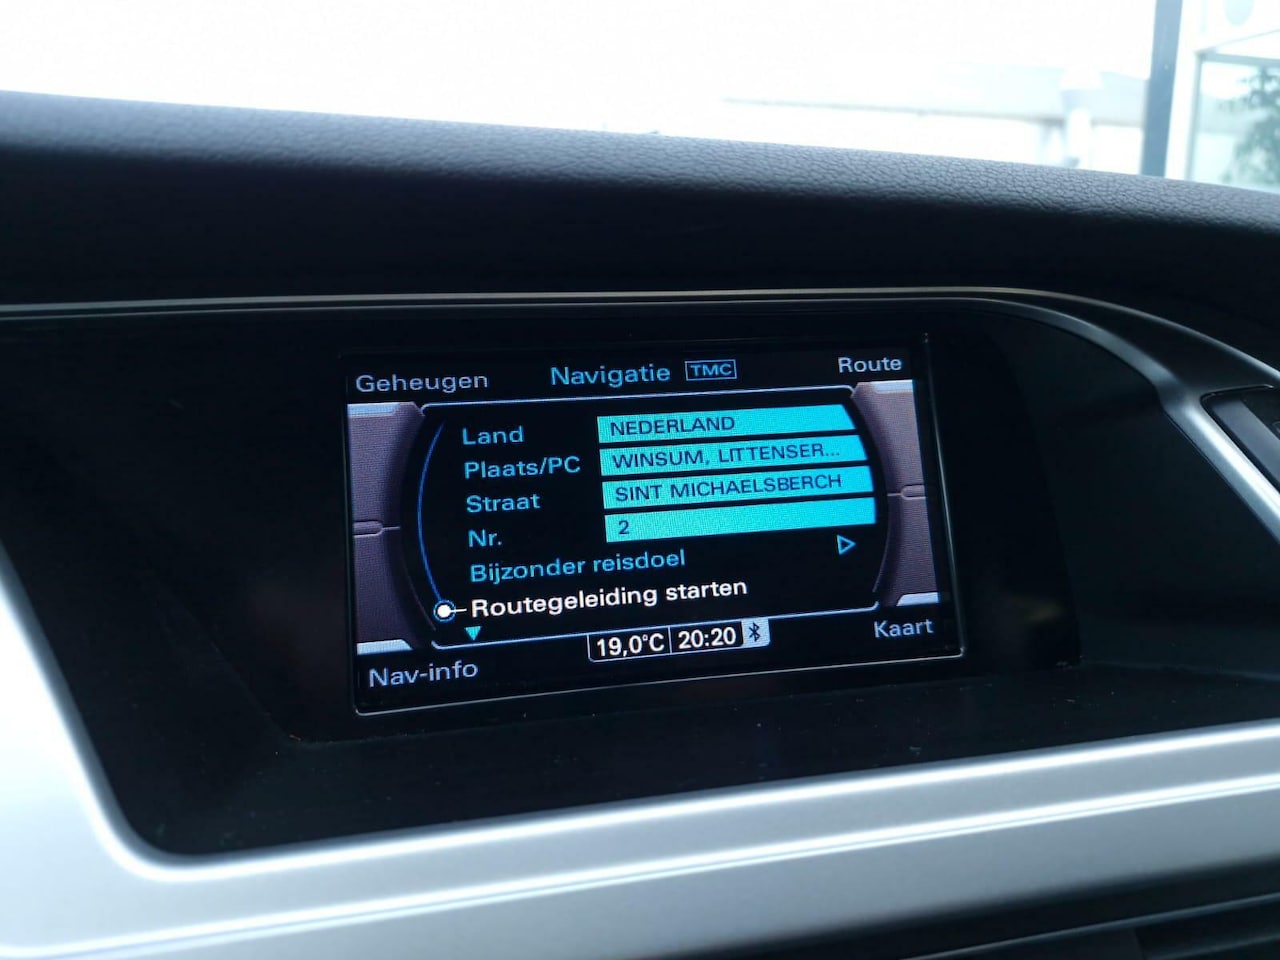 Geheugen Navigatie TMC Route
Land NEDERLAND
Plaats/PC WINSUM, LITTENSER...
Straat SINT MICHAELSBERCH
Nr. 2
Bijzonder reisdoel
Routegeleiding starten
19,0°C 20:20
Nav-info Kaart